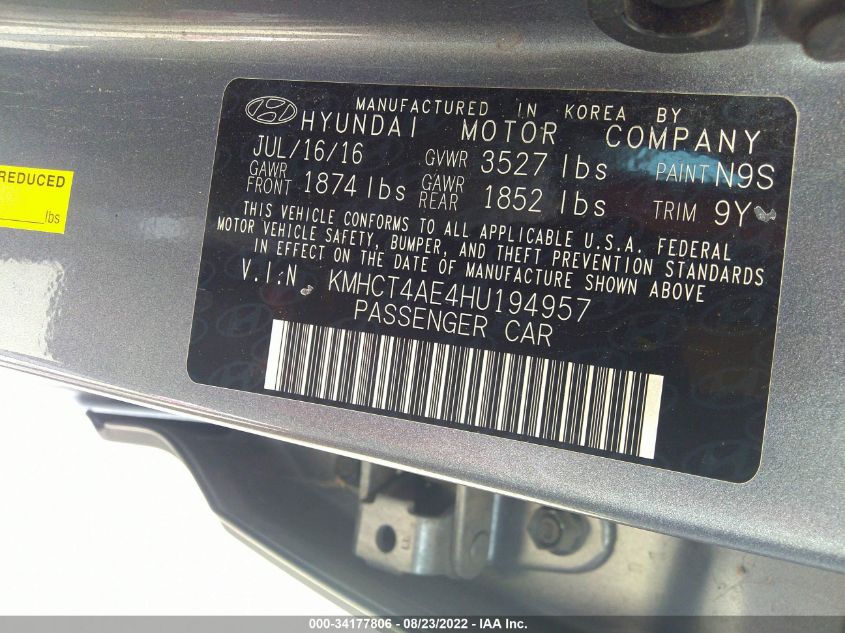 MANUFACTURED IN KOREA BY
HYUNDAI MOTOR COMPANY
JUL/16/16 GVWR 3527 lbs PAINT N9S
GAWR FRONT 1874 lbs GAWR REAR 1852 lbs TRIM 9Y
THIS VEHICLE CONFORMS TO ALL APPLICABLE U.S.A. FEDERAL
MOTOR VEHICLE SAFETY, BUMPER, AND THEFT PREVENTION STANDARDS
IN EFFECT ON THE DATE OF MANUFACTURE SHOWN ABOVE
V.I.N. KMHCT4AE4HU194957
PASSENGER CAR
REDUCED
lbs
000-34177806 - 08/23/2022 - IAA Inc.